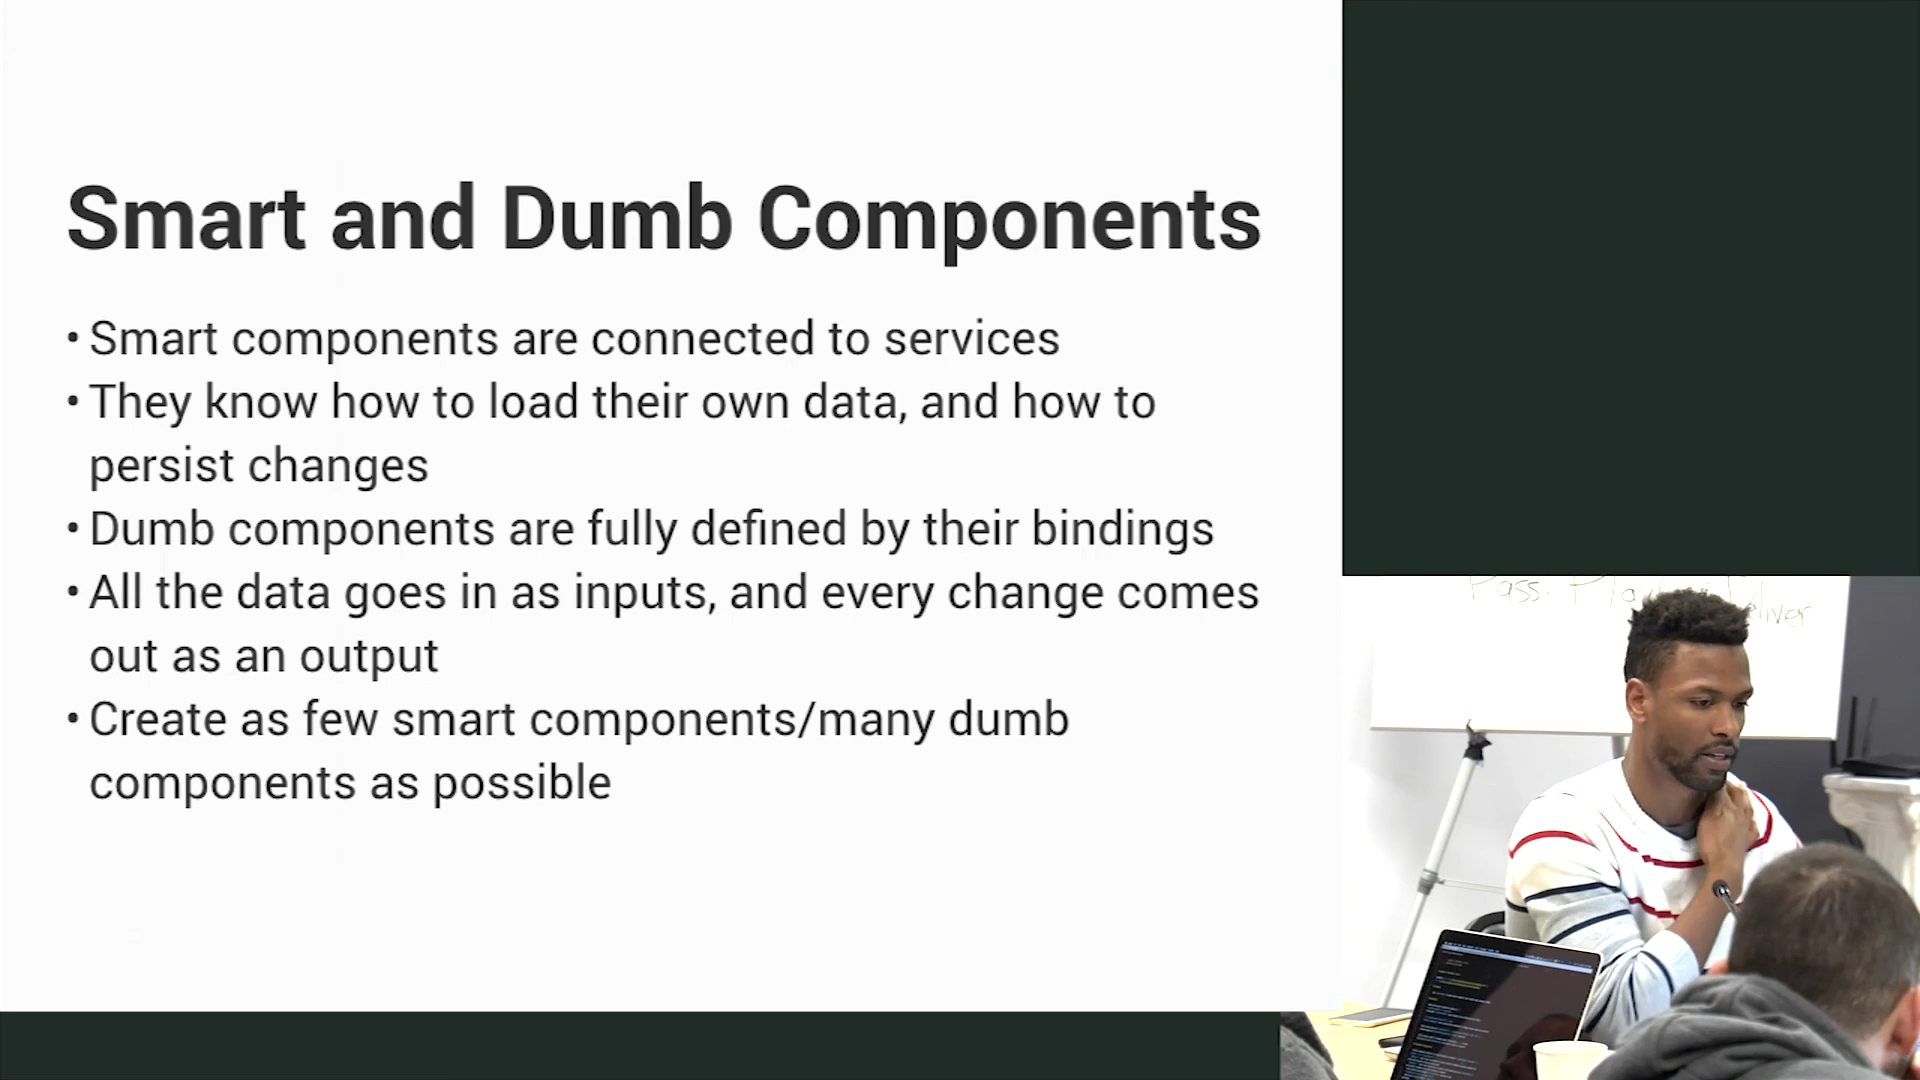 Smart and Dumb Components
• Smart components are connected to services
• They know how to load their own data, and how to
persist changes
• Dumb components are fully defined by their bindings
• All the data goes in as inputs, and every change comes
out as an output
• Create as few smart components/many dumb
components as possible
Pass.